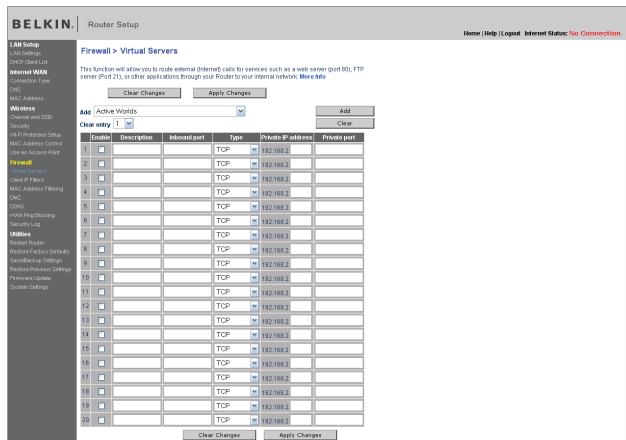 BELKIN. Router Setup
Home | Help | Logout Internet Status: No Connection
LAN Setup
LAN Settings
DHCP Client List
Internet WAN
Connection Type
DNS
MAC Address
Wireless
Channel and SSID
Security
Wi-Fi Protected Setup
MAC Address Control
Use as Access Point
Firewall
Virtual Servers
Client IP Filters
MAC Address Filtering
DMZ
DDNS
WAN Ping Blocking
Security Log
Utilities
Restart Router
Restore Factory Defaults
Save/Backup Settings
Restore Previous Settings
Firmware Update
System Settings
Firewall > Virtual Servers
This function will allow you to route external (Internet) calls for services such as a web server (port 80), FTP
server (Port 21), or other applications through your Router to your internal network. More Info
Clear Changes Apply Changes
Add Active Worlds Add
Clear entry 1 Clear
Enable Description Inbound port Type Private IP address Private port
1 TCP 192.168.2.
2 TCP 192.168.2.
3 TCP 192.168.2.
4 TCP 192.168.2.
5 TCP 192.168.2.
6 TCP 192.168.2.
7 TCP 192.168.2.
8 TCP 192.168.2.
9 TCP 192.168.2.
10 TCP 192.168.2.
11 TCP 192.168.2.
12 TCP 192.168.2.
13 TCP 192.168.2.
14 TCP 192.168.2.
15 TCP 192.168.2.
16 TCP 192.168.2.
17 TCP 192.168.2.
18 TCP 192.168.2.
19 TCP 192.168.2.
20 TCP 192.168.2.
Clear Changes Apply Changes